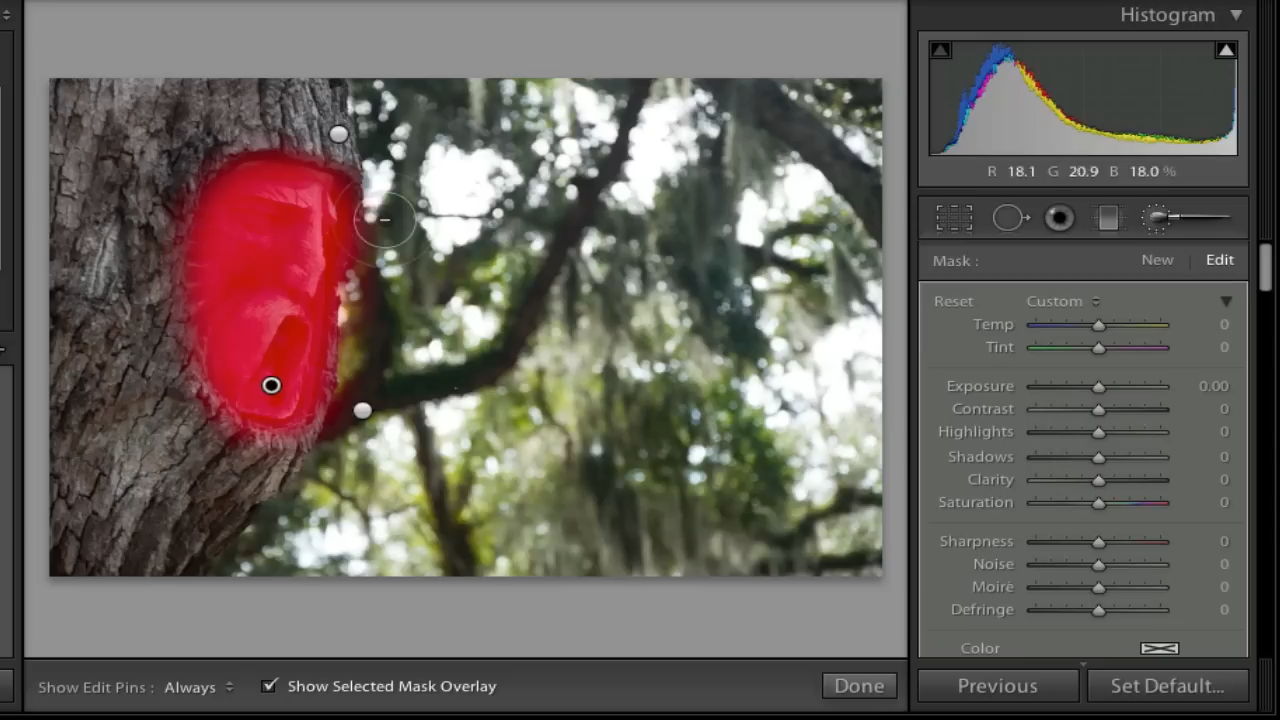 Histogram
R 18.1 G 20.9 B 18.0 %
Mask : New Edit
Reset Custom
Temp 0
Tint 0
Exposure 0.00
Contrast 0
Highlights 0
Shadows 0
Clarity 0
Saturation 0
Sharpness 0
Noise 0
Moiré 0
Defringe 0
Color
Show Edit Pins : Always Show Selected Mask Overlay Done Previous Set Default...